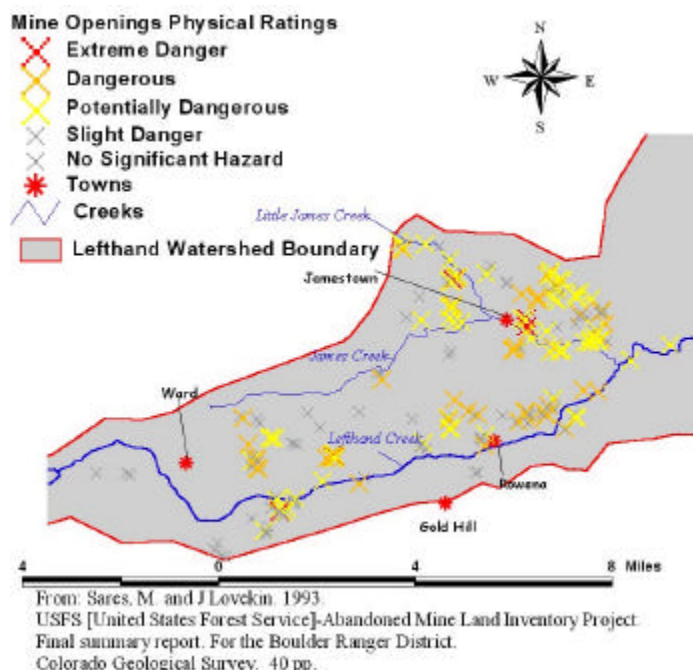 Mine Openings Physical Ratings
Extreme Danger
Dangerous
Potentially Dangerous
Slight Danger
No Significant Hazard
Towns
Creeks
Lefthand Watershed Boundary
N
W E
S
Little James Creek
Jamestown
James Creek
Ward
Lefthand Creek
Rowena
Gold Hill
4 0 4 8 Miles
From: Sares, M. and J Lovekin. 1993.
USFS [United States Forest Service]-Abandoned Mine Land Inventory Project.
Final summary report. For the Boulder Ranger District.
Colorado Geological Survey. 40 pp.